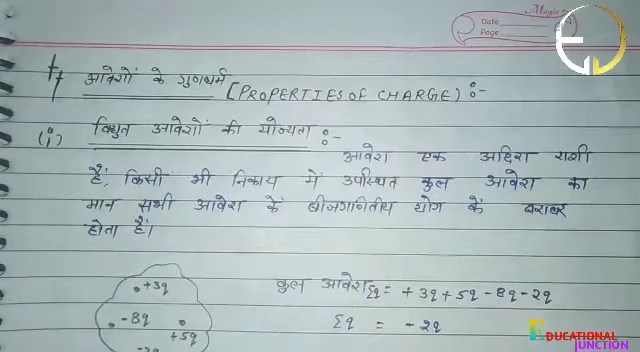 Magic
Date
Page
# आवेशों के गुणधर्म [PROPERTIES OF CHARGE) :-
(i) विधुत आवेशों की योज्यता :-
आवेश एक अदिश राशी
हैं, किसी भी निकाय में उपस्थित कुल आवेश का
मान सभी आवेश के बीजगणितीय योग के बराबर
होता हैं।
कुल आवेश Σq = +3q+5q-8q-2q
Σq = -2q
+3q
-8q
+5q
-2q
EDUCATIONAL
JUNCTION